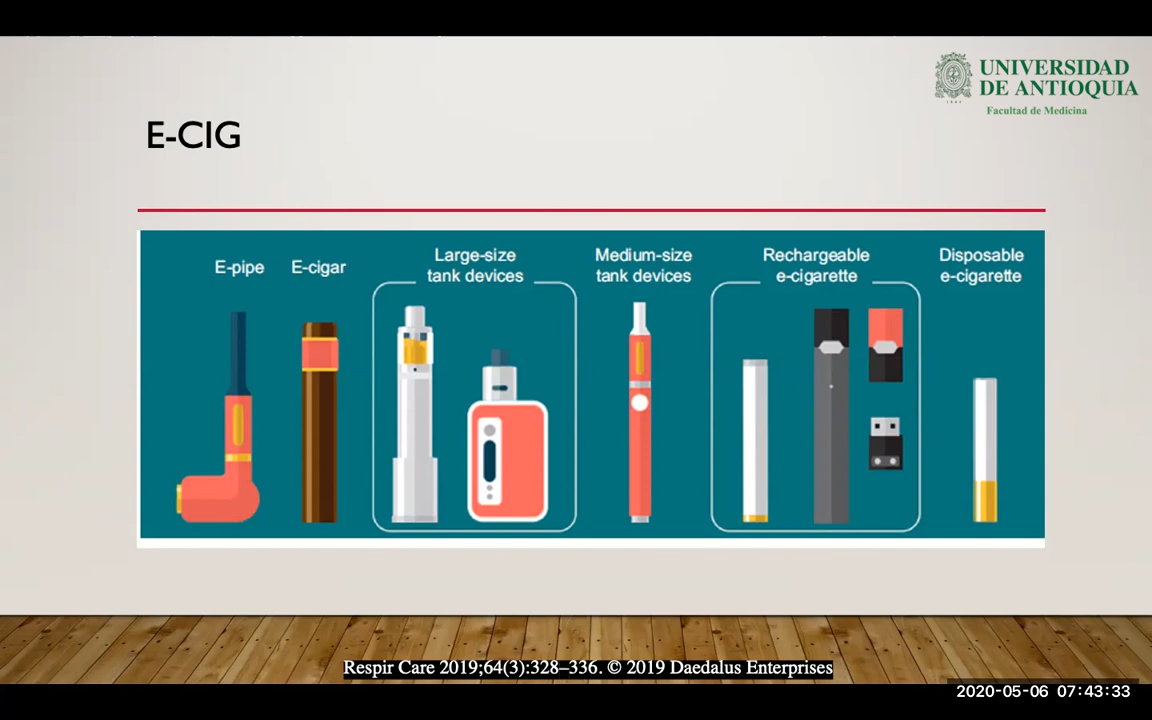 UNIVERSIDAD
DE ANTIOQUIA
Facultad de Medicina
E-CIG
E-pipe
E-cigar
Large-size
tank devices
Medium-size
tank devices
Rechargeable
e-cigarette
Disposable
e-cigarette
Respir Care 2019;64(3):328–336. © 2019 Daedalus Enterprises
2020-05-06 07:43:33